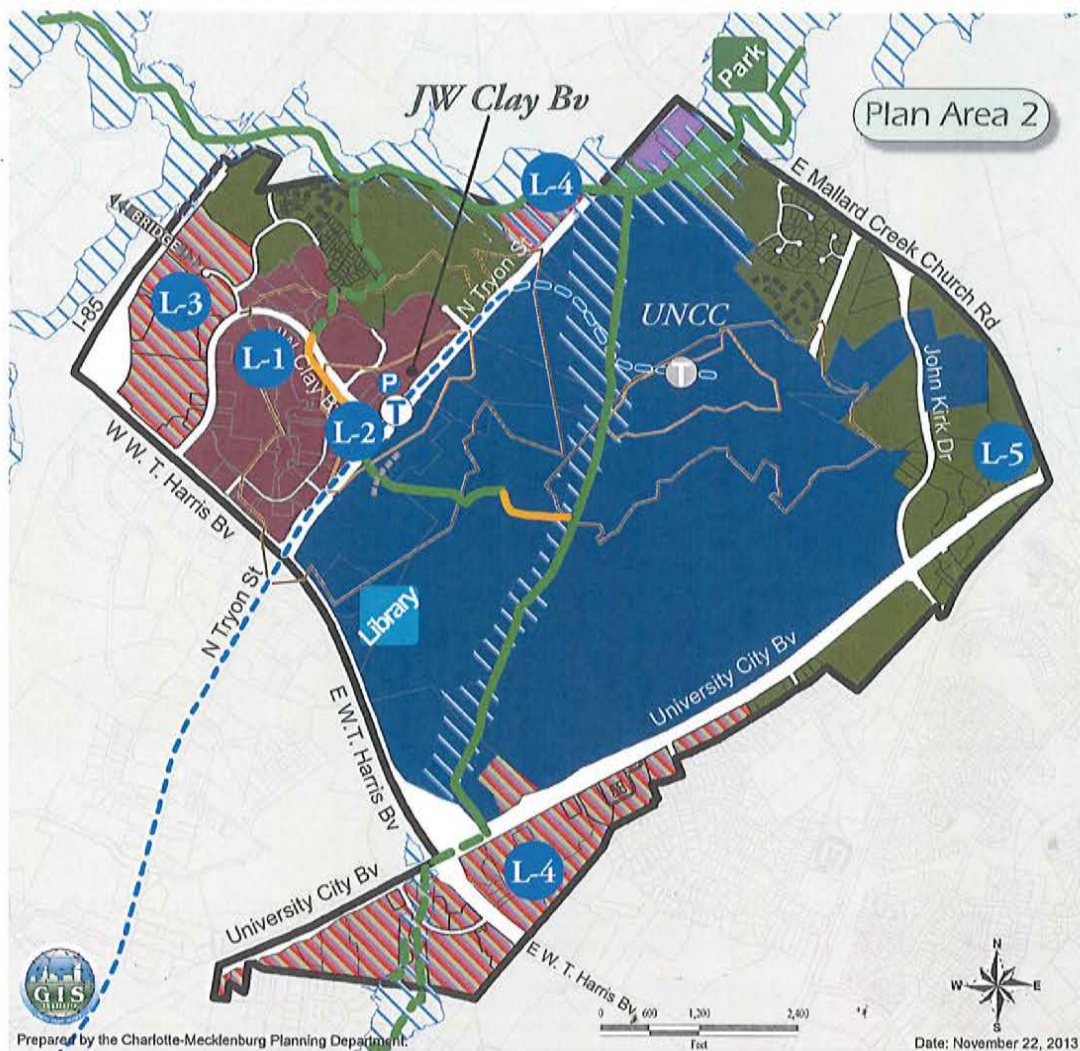 JW Clay Bv
Park
Plan Area 2
L-4
E Mallard Creek Church Rd
BRIDGE
N Tryon St
I-85
L-3
UNCC
L-1
P
T
T
John Kirk Dr
L-2
L-5
W W. T. Harris Bv
N Tryon St
Library
University City Bv
E W.T. Harris Bv
L-4
University City Bv
E W. T. Harris Bv
GIS
N
W E
S
0 600 1,200 2,400
Feet
Prepared by the Charlotte-Mecklenburg Planning Department.
Date: November 22, 2013